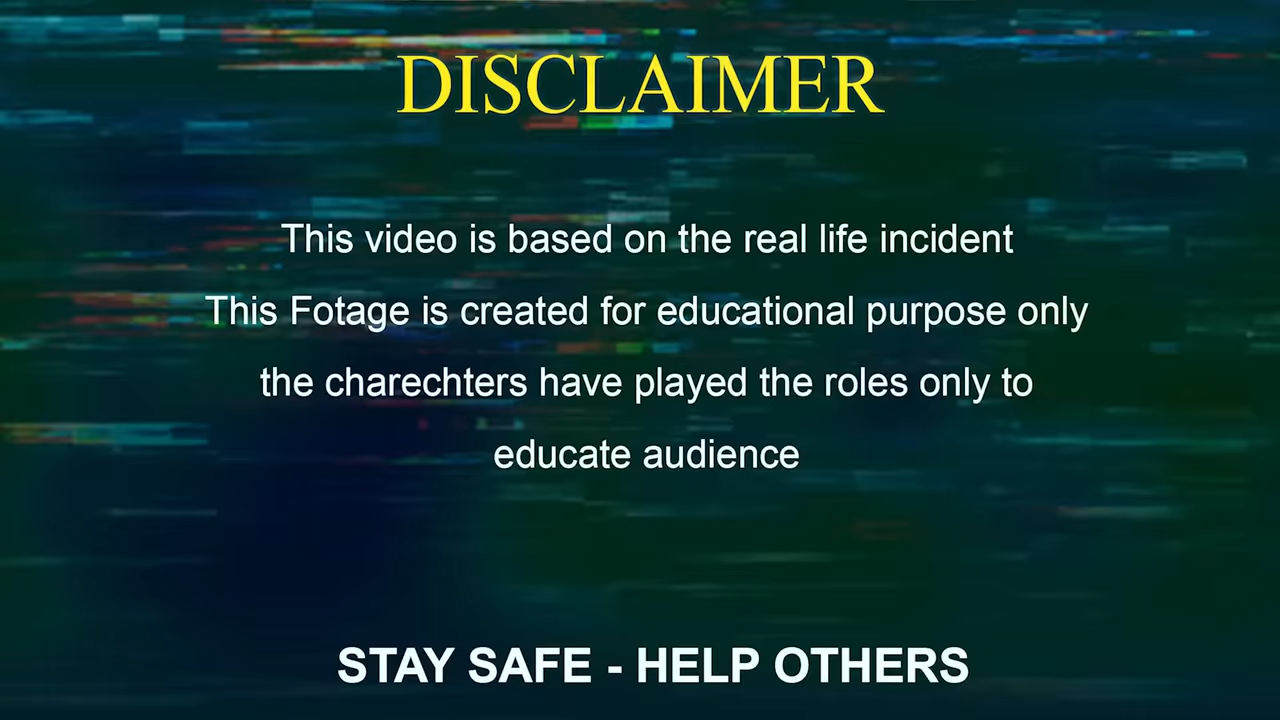 DISCLAIMER
This video is based on the real life incident
This Fotage is created for educational purpose only
the charechters have played the roles only to
educate audience
STAY SAFE - HELP OTHERS